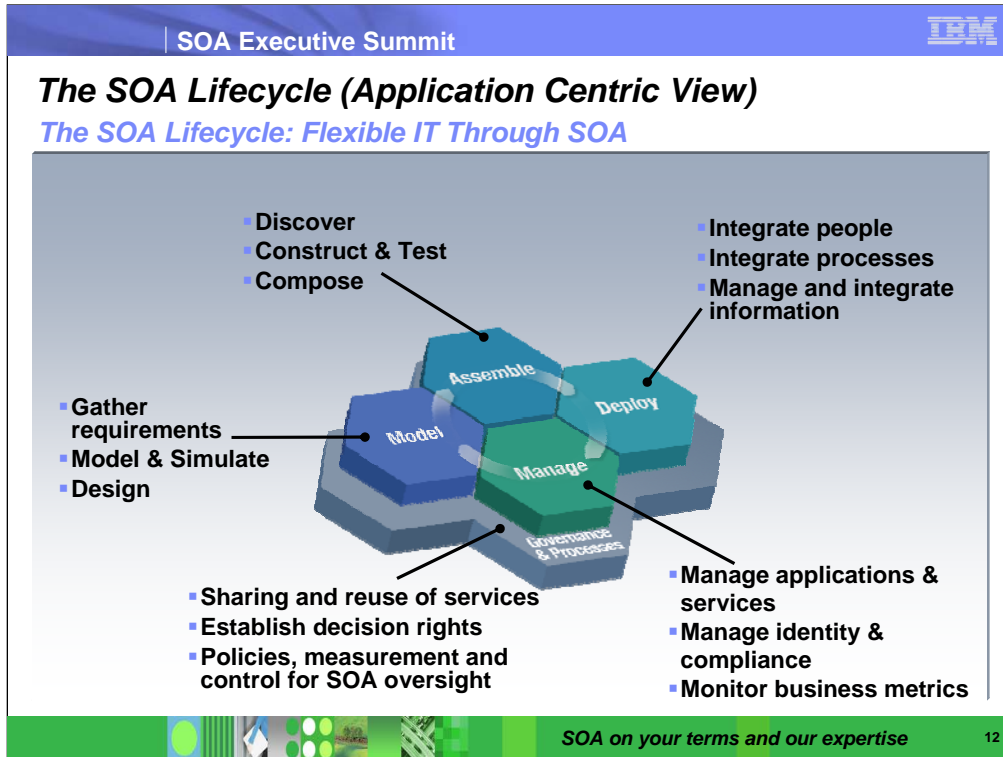 SOA Executive Summit
IBM
The SOA Lifecycle (Application Centric View)
The SOA Lifecycle: Flexible IT Through SOA
▪Discover
▪Construct & Test
▪Compose
▪Integrate people
▪Integrate processes
▪Manage and integrate
information
Assemble
Deploy
▪Gather
requirements
▪Model & Simulate
▪Design
Model
Manage
Governance
& Processes
▪Sharing and reuse of services
▪Establish decision rights
▪Policies, measurement and
control for SOA oversight
▪Manage applications &
services
▪Manage identity &
compliance
▪Monitor business metrics
SOA on your terms and our expertise
12